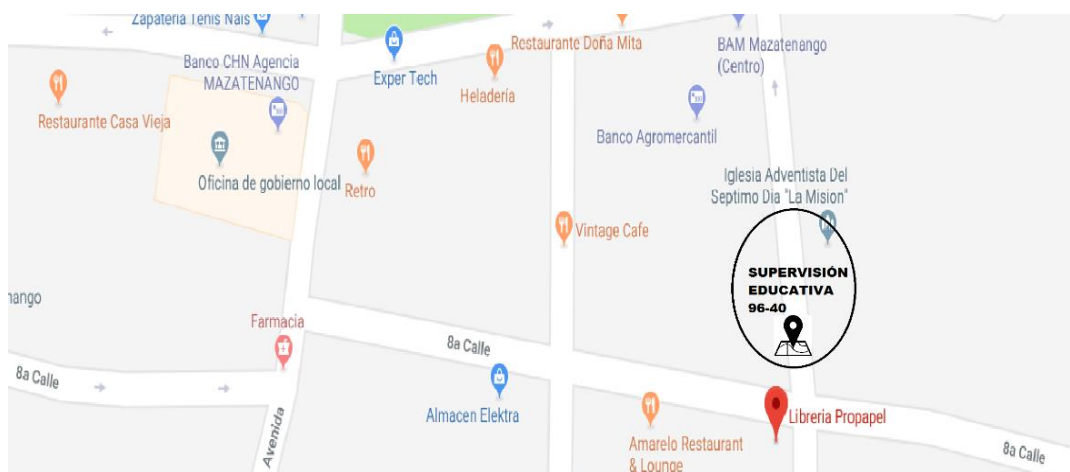 Zapatería Tenis Nais
Banco CHN Agencia
MAZATENANGO
Exper Tech
Restaurante Doña Mita
BAM Mazatenango
(Centro)
Heladería
Restaurante Casa Vieja
Banco Agromercantil
Oficina de gobierno local
Retro
Iglesia Adventista Del
Septimo Dia "La Mision"
Vintage Cafe
SUPERVISIÓN
EDUCATIVA
96-40
nango
Farmacia
8a Calle
8a Calle
Almacen Elektra
Libreria Propapel
Avenida
Amarelo Restaurant
& Lounge
8a Calle